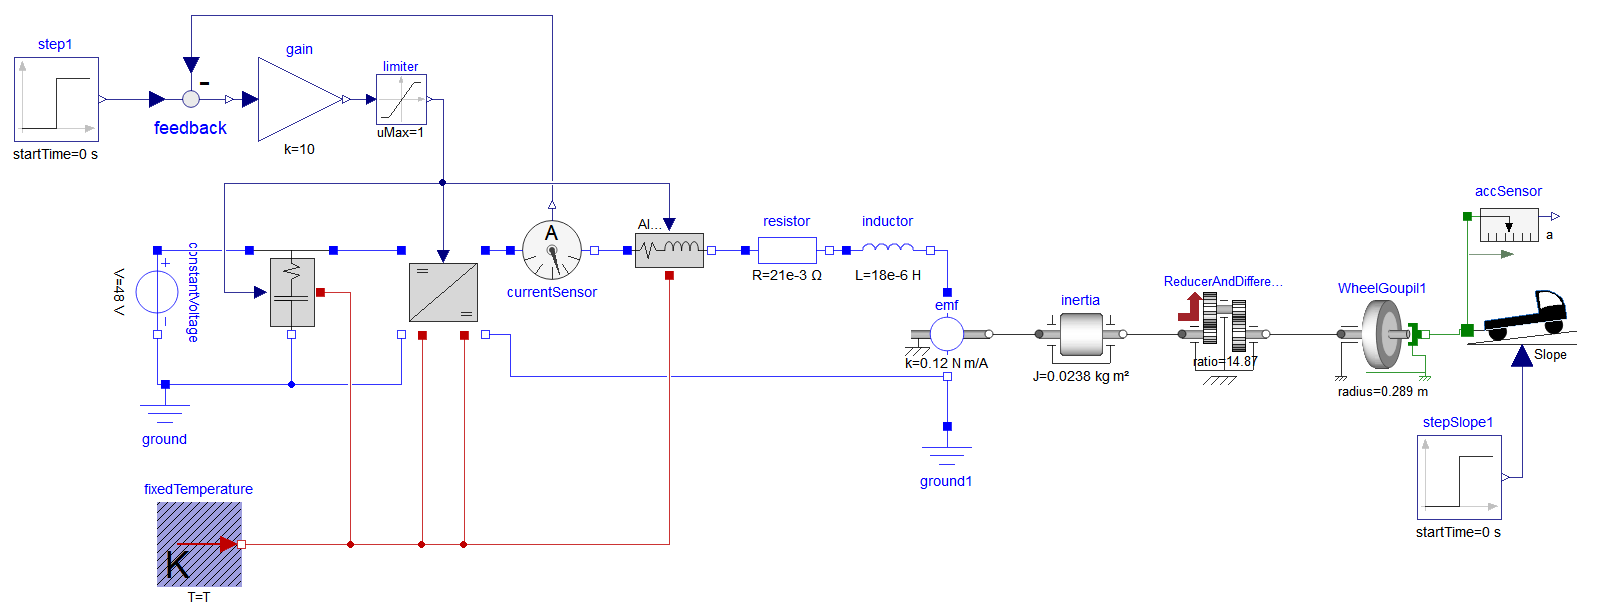 step1
startTime=0 s
feedback
-
gain
k=10
limiter
uMax=1
V=48 V
+
−
constantVoltage
=
=
A
currentSensor
Al...
resistor
R=21e-3 Ω
inductor
L=18e-6 H
emf
k=0.12 N m/A
inertia
J=0.0238 kg m²
ReducerAndDiffere...
ratio=14.87
WheelGoupil1
radius=0.289 m
accSensor
a
Slope
stepSlope1
startTime=0 s
ground
ground1
fixedTemperature
K
T=T